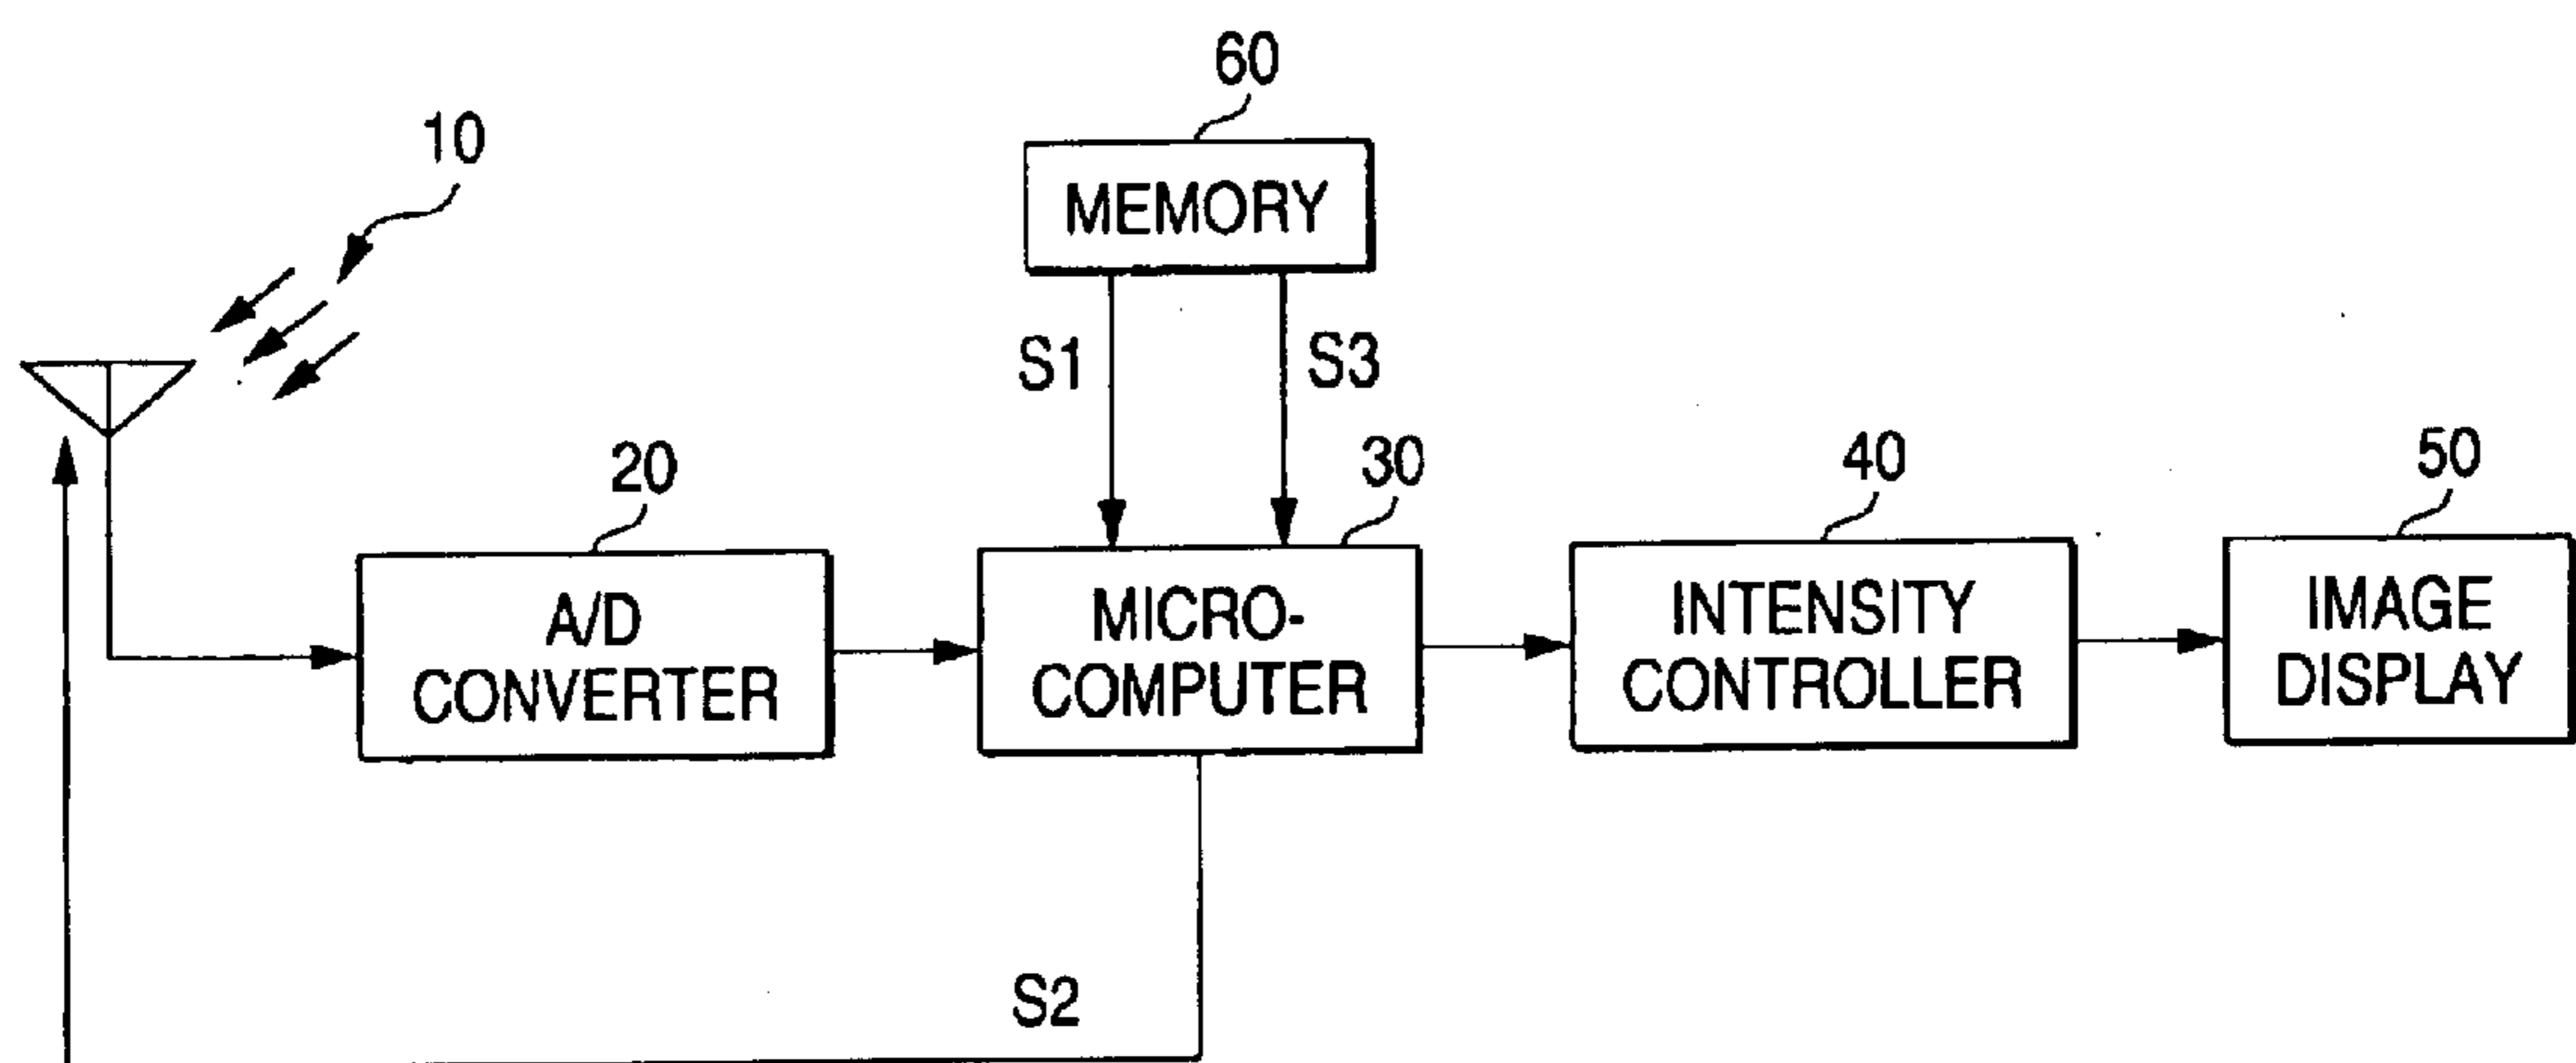 60
10
MEMORY
S1
S3
20
30
40
50
A/D
CONVERTER
MICRO-
COMPUTER
INTENSITY
CONTROLLER
IMAGE
DISPLAY
S2